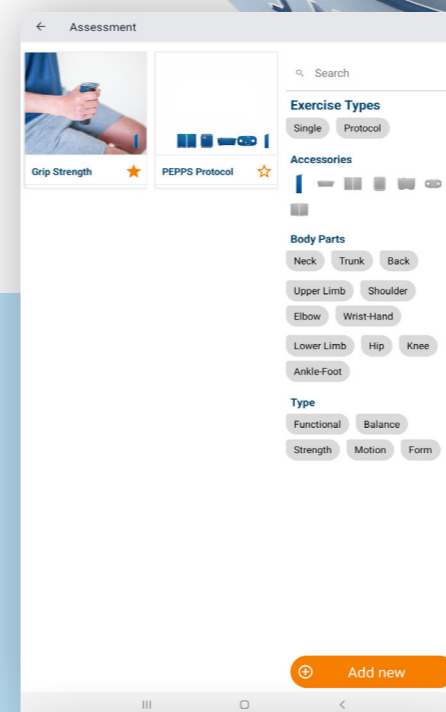 Assessment
Grip Strength
PEPPS Protocol
Search
Exercise Types
Single Protocol
Accessories
Body Parts
Neck Trunk Back
Upper Limb Shoulder
Elbow Wrist-Hand
Lower Limb Hip Knee
Ankle-Foot
Type
Functional Balance
Strength Motion Form
Add new